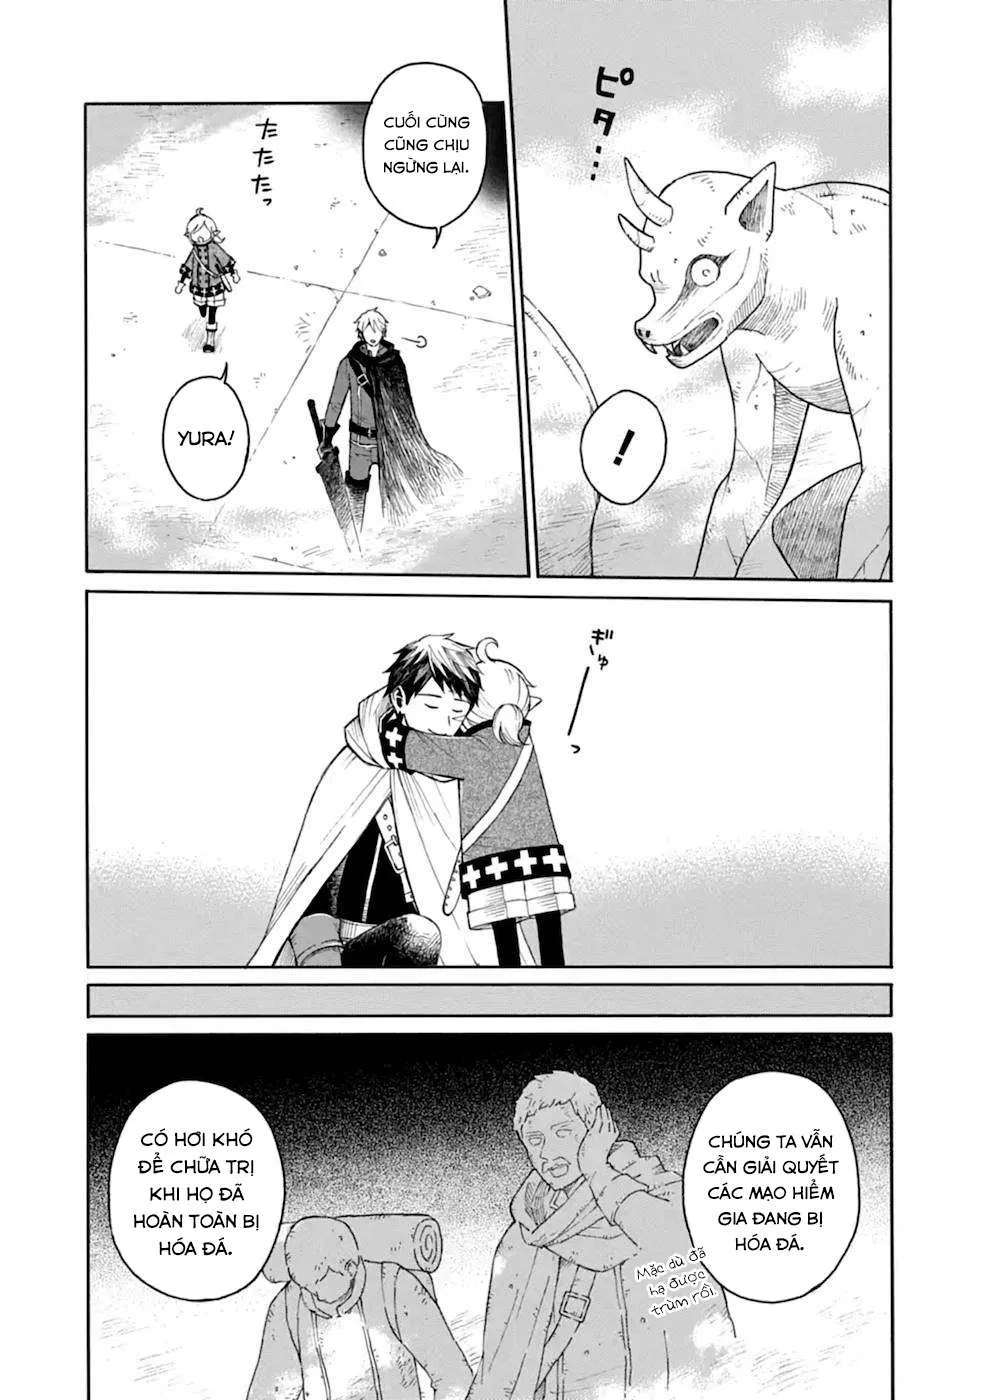 ピタ…
!
CUỐI CÙNG
CŨNG CHỊU
NGỪNG LẠI.
たたたっ
YURA!
ぎゅ
CHÚNG TA VẪN
CẦN GIẢI QUYẾT
CÁC MẠO HIỂM
GIA ĐANG BỊ
HÓA ĐÁ.
Mặc dù đã
hạ được
trùm rồi.
CÓ HƠI KHÓ
ĐỂ CHỮA TRỊ
KHI HỌ ĐÃ
HOÀN TOÀN BỊ
HÓA ĐÁ.